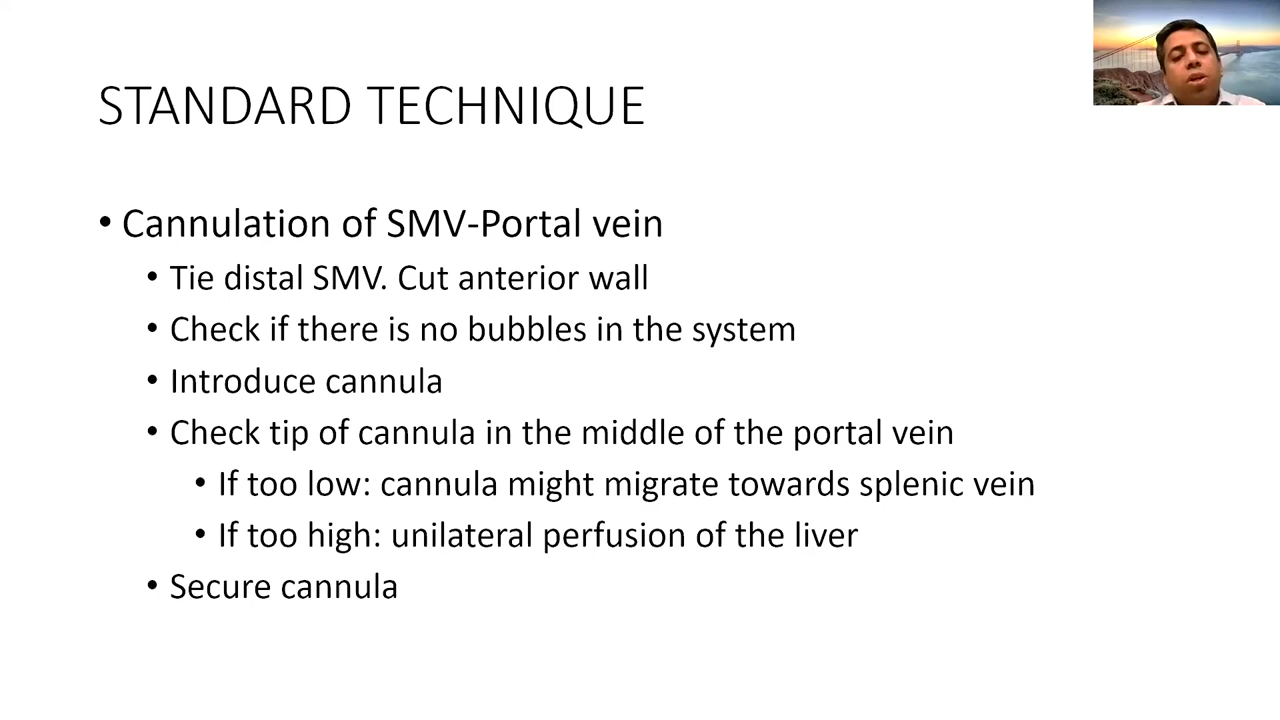 STANDARD TECHNIQUE
• Cannulation of SMV-Portal vein
• Tie distal SMV. Cut anterior wall
• Check if there is no bubbles in the system
• Introduce cannula
• Check tip of cannula in the middle of the portal vein
• If too low: cannula might migrate towards splenic vein
• If too high: unilateral perfusion of the liver
• Secure cannula